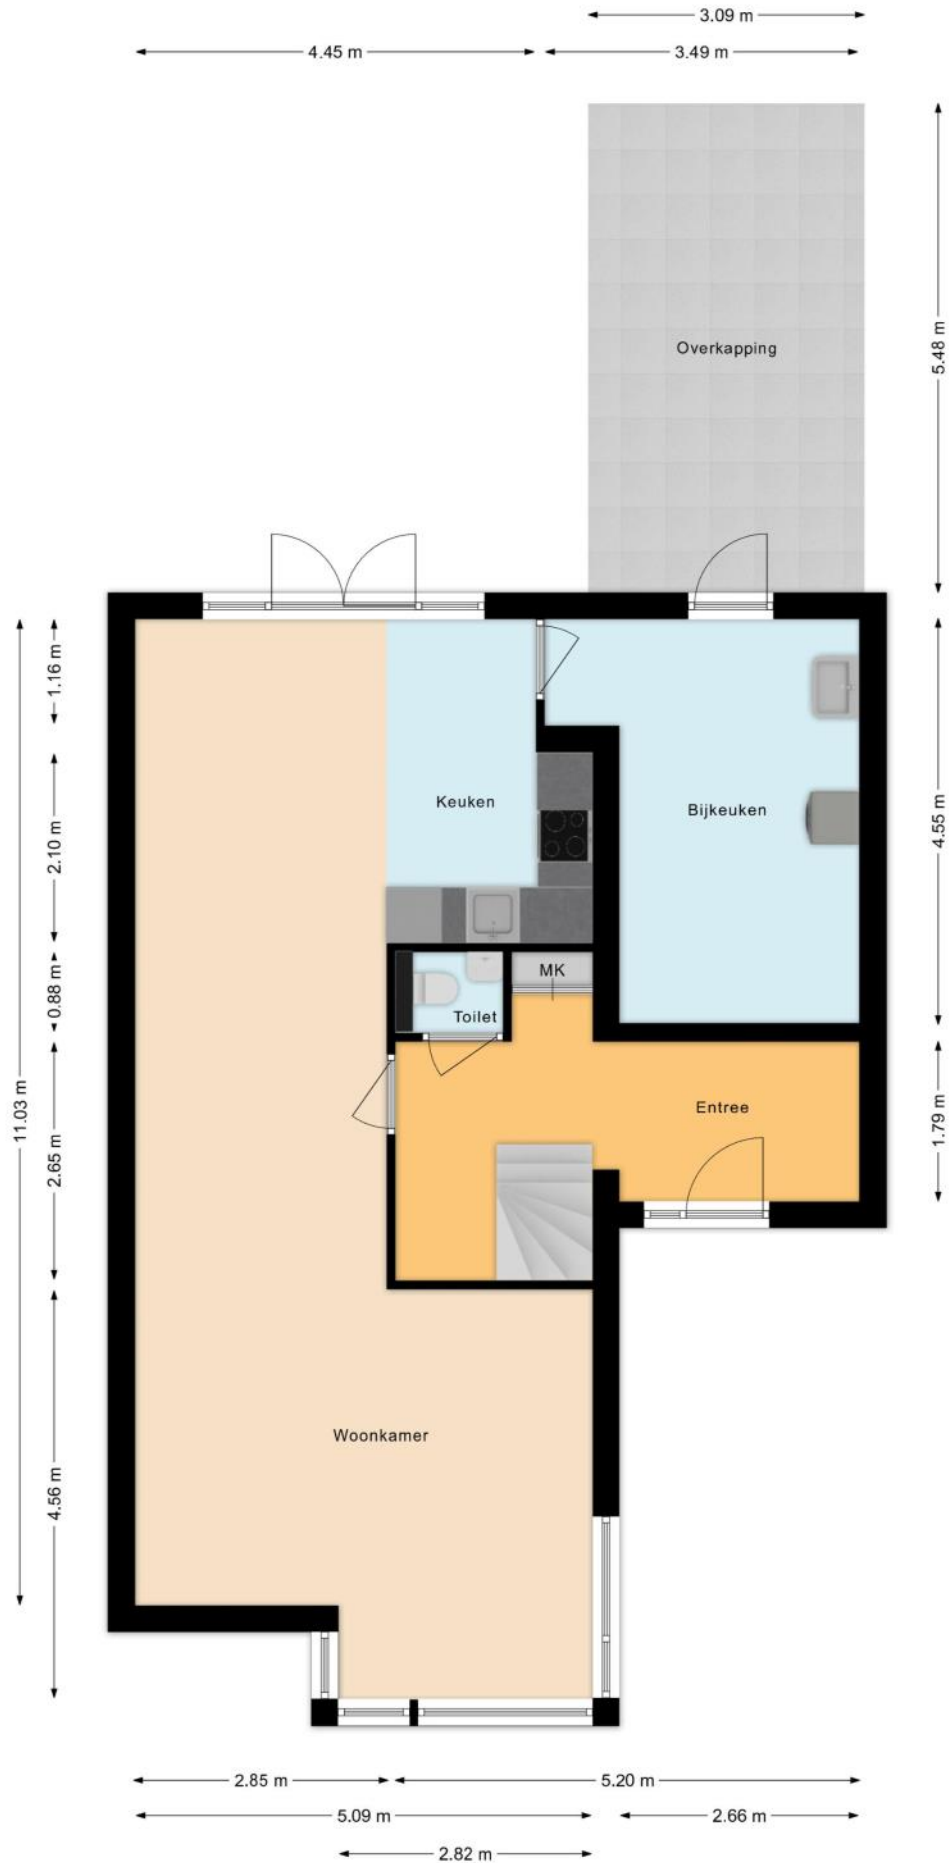 3.09 m
4.45 m
3.49 m
Overkapping
5.48 m
1.16 m
Keuken
Bijkeuken
2.10 m
4.55 m
MK
0.88 m
Toilet
11.03 m
Entree
1.79 m
2.65 m
Woonkamer
4.56 m
2.85 m
5.20 m
5.09 m
2.66 m
2.82 m